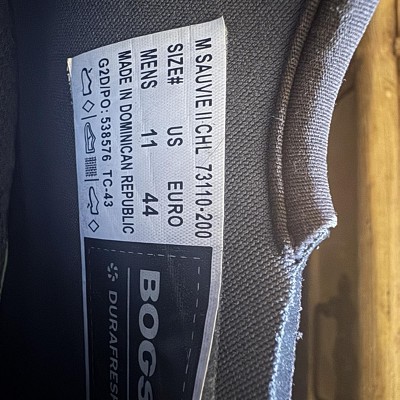 M SAUVIE II CHL 73110-200
SIZE# US EURO
MENS 11 44
MADE IN DOMINICAN REPUBLIC
G2D/PO: 538576 TC-43
BOGS
DURAFRESH